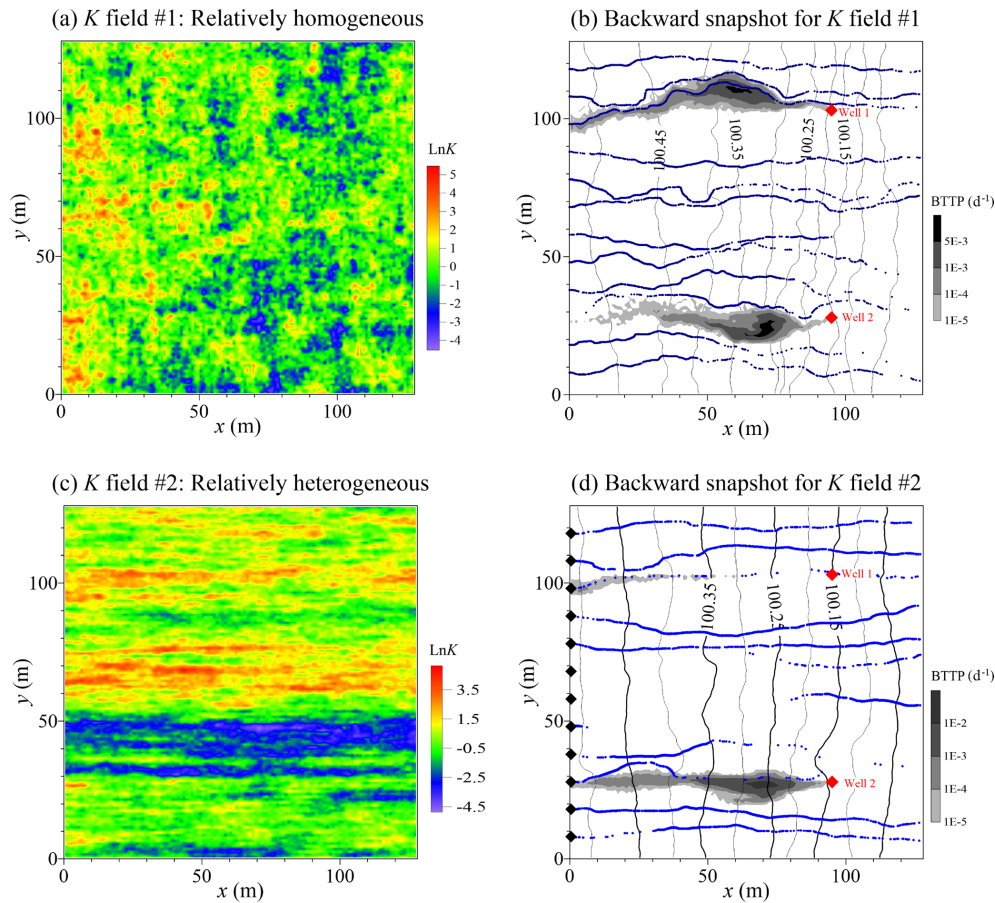 (a) K field #1: Relatively homogeneous
100
50
0
y (m)
0
50
100
x (m)
LnK
5
4
3
2
1
0
-1
-2
-3
-4
(b) Backward snapshot for K field #1
100
50
0
y (m)
0
50
100
x (m)
100.45
100.35
100.25
100.15
Well 1
Well 2
BTTP (d⁻¹)
5E-3
1E-3
1E-4
1E-5
(c) K field #2: Relatively heterogeneous
100
50
0
y (m)
0
50
100
x (m)
LnK
3.5
1.5
-0.5
-2.5
-4.5
(d) Backward snapshot for K field #2
100
50
0
y (m)
0
50
100
x (m)
100.35
100.25
100.15
Well 1
Well 2
BTTP (d⁻¹)
1E-2
1E-3
1E-4
1E-5